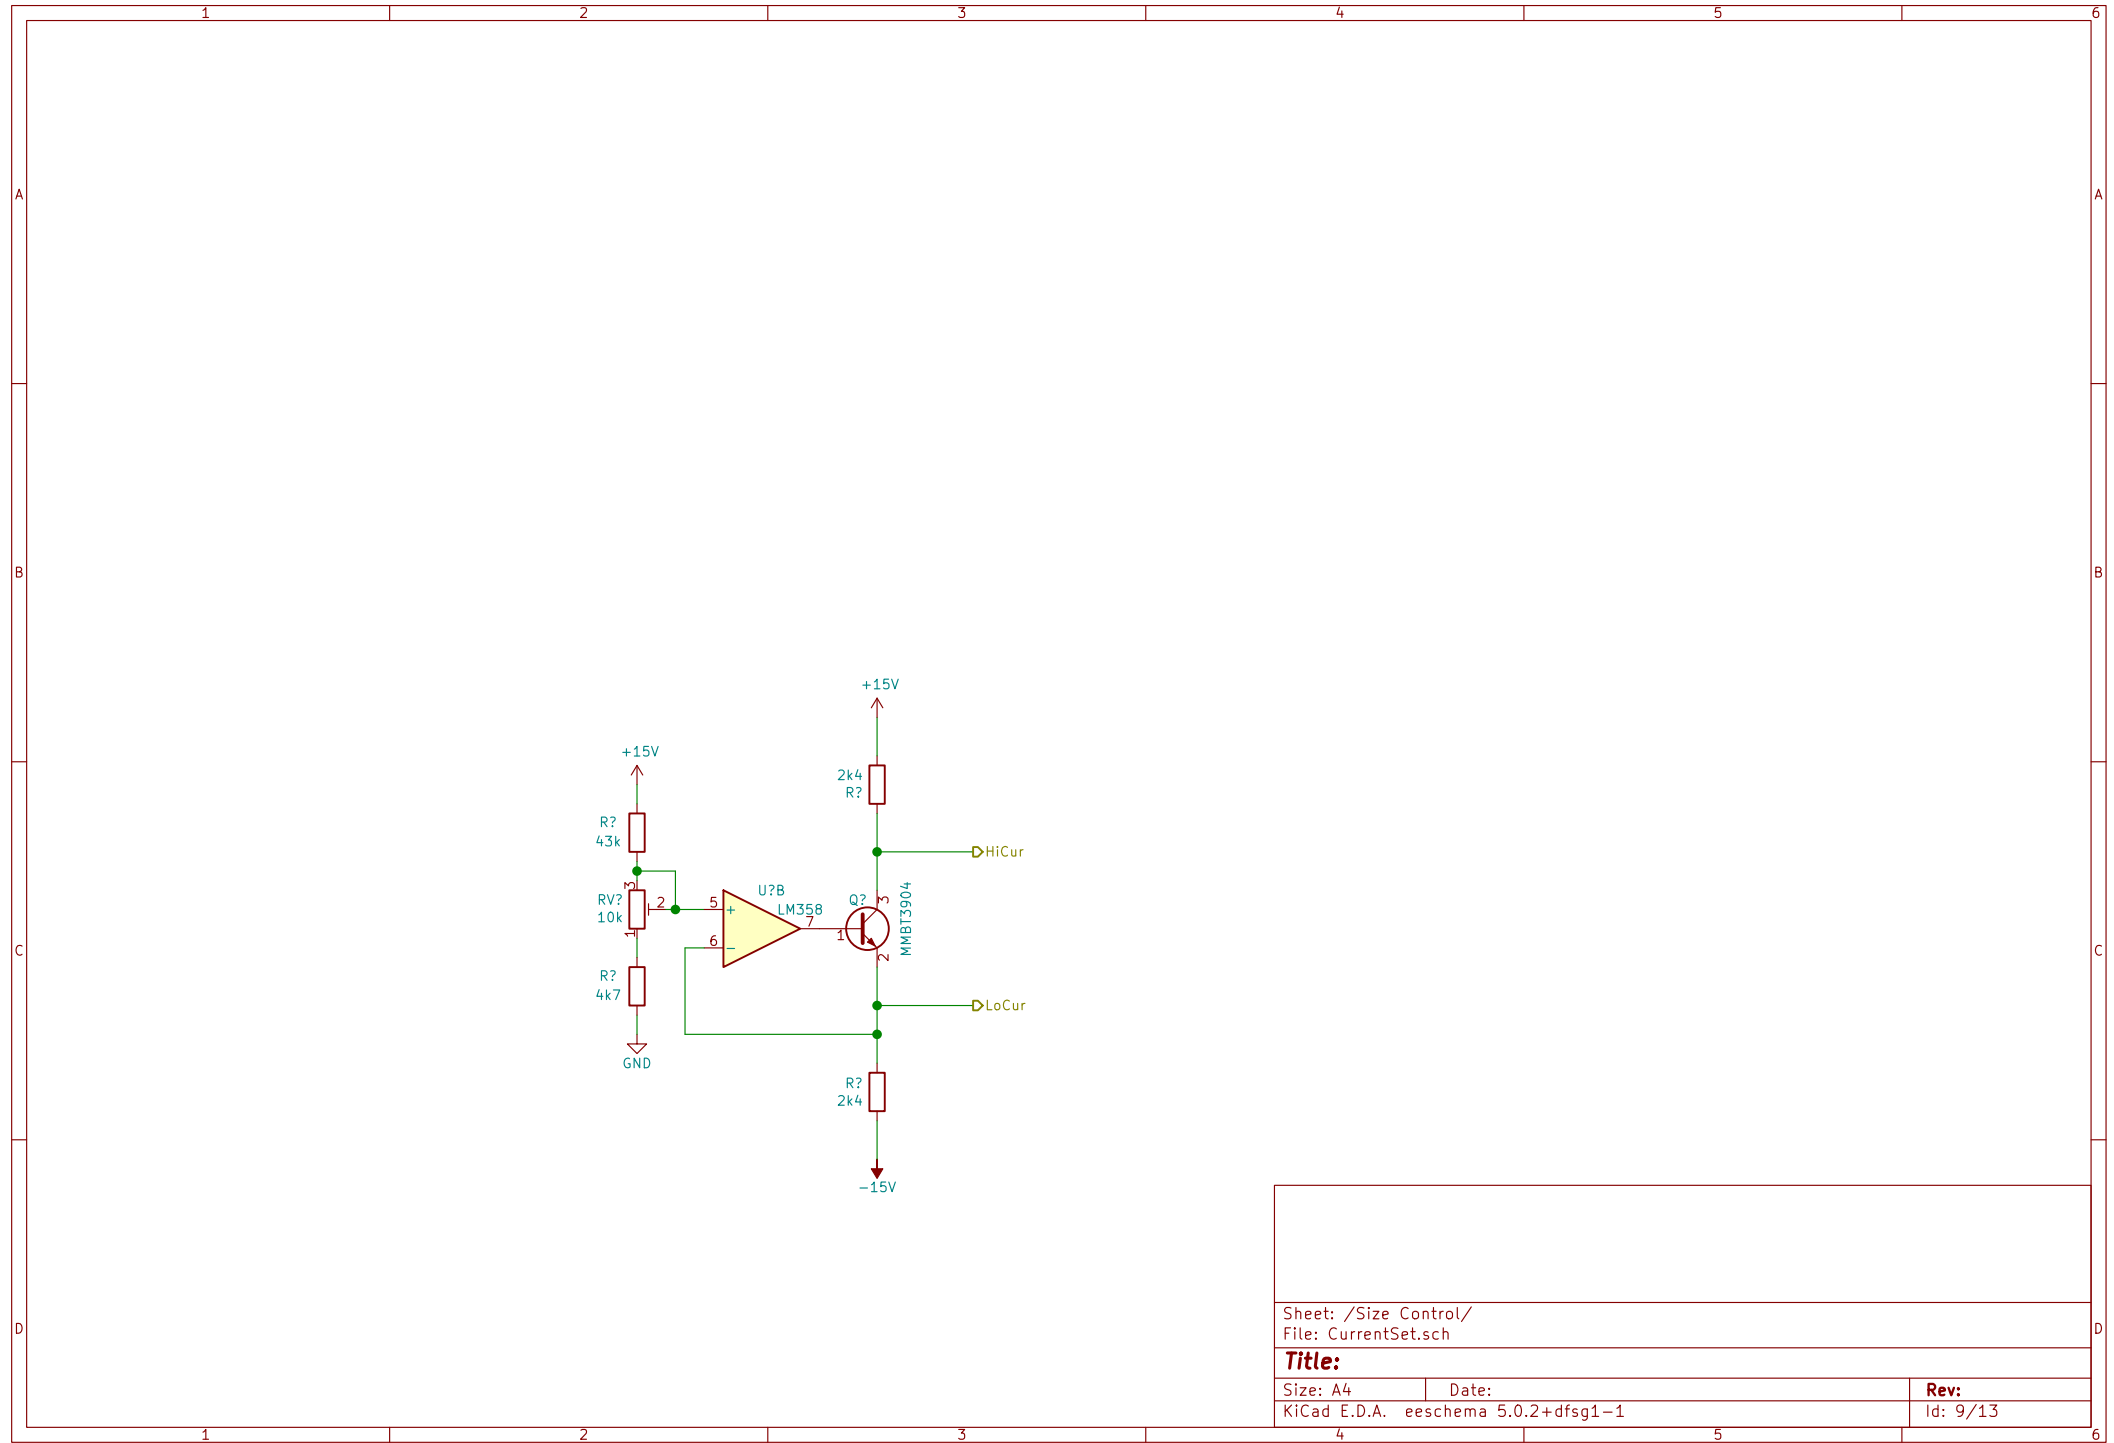 1 2 3 4 5 6
A A
B B
+15V
+15V
2k4
R?
R?
43k
HiCur
3
RV?
10k
2
1
U?B
LM358
5
+
6
-
7
Q?
1
3
2
MMBT3904
C C
R?
4k7
GND
LoCur
R?
2k4
-15V
Sheet: /Size Control/
File: CurrentSet.sch
D D
Title:
Size: A4 Date: Rev:
KiCad E.D.A. eeschema 5.0.2+dfsg1-1 Id: 9/13
1 2 3 4 5 6